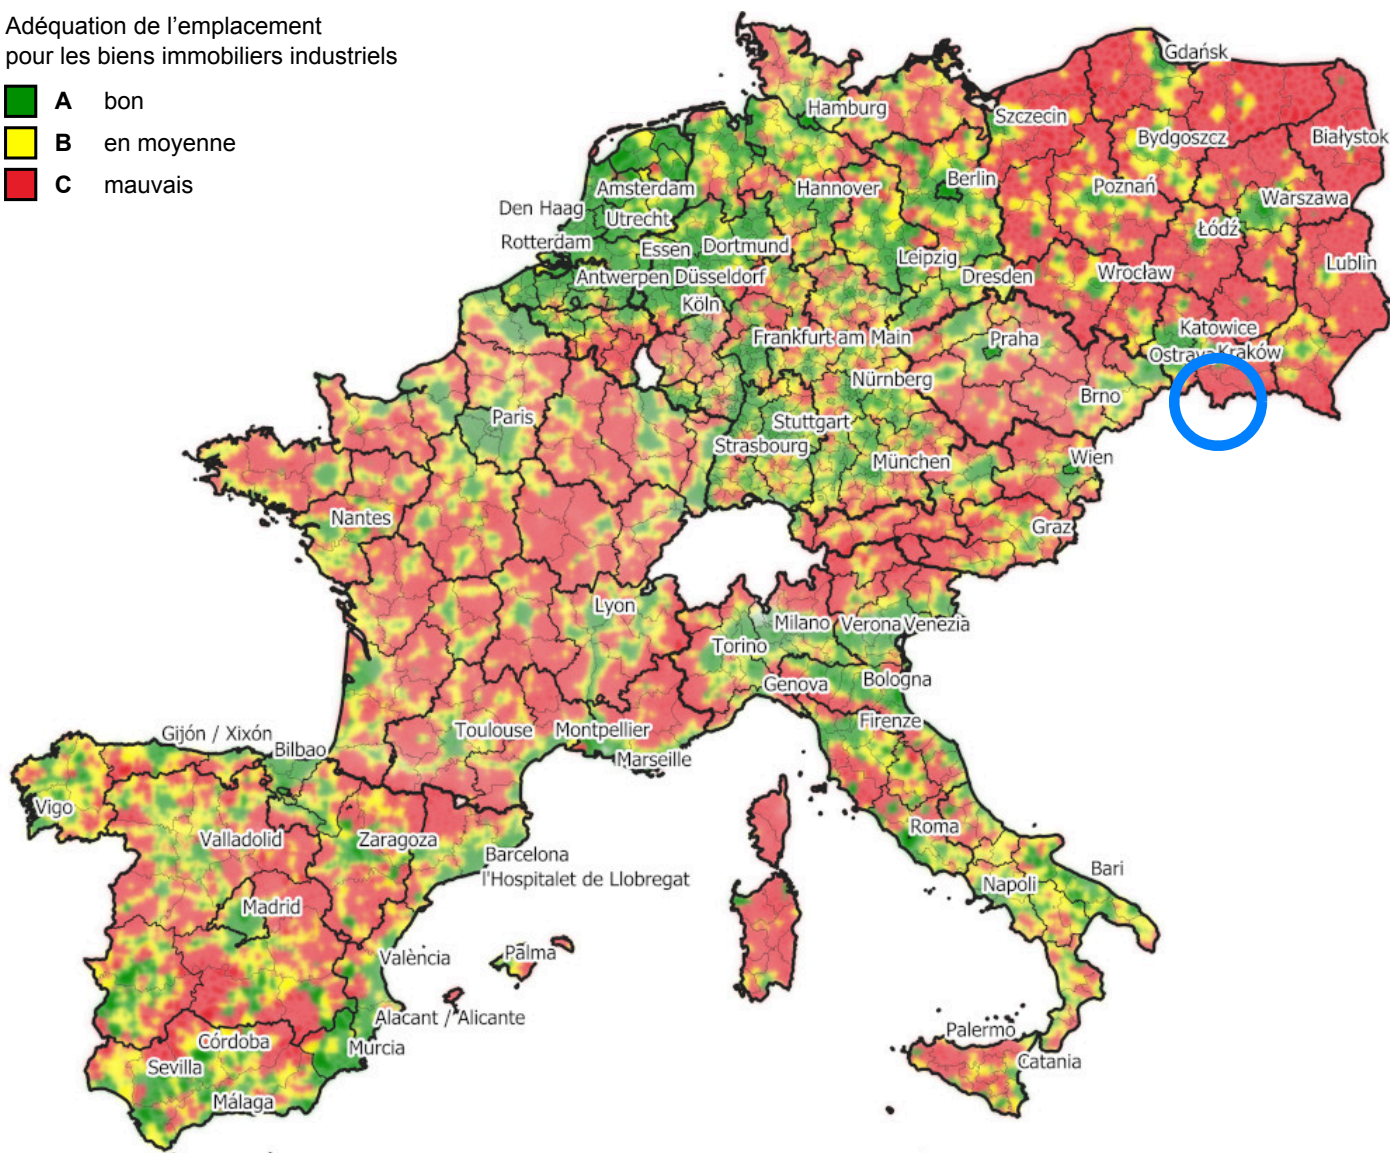 Adéquation de l'emplacement
pour les biens immobiliers industriels
A bon
B en moyenne
C mauvais
Gdańsk
Hamburg
Szczecin
Bydgoszcz
Białystok
Amsterdam
Hannover
Berlin
Poznań
Warszawa
Den Haag
Utrecht
Łódź
Rotterdam
Essen
Dortmund
Leipzig
Lublin
Antwerpen
Düsseldorf
Dresden
Wrocław
Köln
Katowice
Frankfurt am Main
Praha
Ostrava
Kraków
Nürnberg
Brno
Paris
Stuttgart
Strasbourg
München
Wien
Nantes
Graz
Lyon
Milano
Verona
Venezia
Torino
Genova
Bologna
Firenze
Toulouse
Montpellier
Gijón / Xixón
Bilbao
Marseille
Vigo
Valladolid
Zaragoza
Roma
Barcelona
l'Hospitalet de Llobregat
Bari
Napoli
Madrid
València
Palma
Alacant / Alicante
Palermo
Córdoba
Murcia
Catania
Sevilla
Málaga